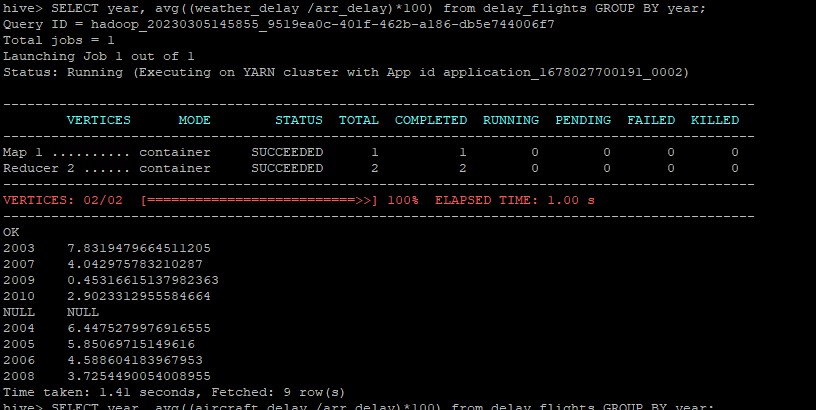 hive> SELECT year, avg((weather_delay /arr_delay)*100) from delay_flights GROUP BY year;
Query ID = hadoop_20230305145855_9519ea0c-401f-462b-a186-db5e744006f7
Total jobs = 1
Launching Job 1 out of 1
Status: Running (Executing on YARN cluster with App id application_1678027700191_0002)
--------------------------------------------------------------------------------
VERTICES MODE STATUS TOTAL COMPLETED RUNNING PENDING FAILED KILLED
--------------------------------------------------------------------------------
Map 1 .......... container SUCCEEDED 1 1 0 0 0 0
Reducer 2 ...... container SUCCEEDED 2 2 0 0 0 0
--------------------------------------------------------------------------------
VERTICES: 02/02 [==========================>>] 100% ELAPSED TIME: 1.00 s
--------------------------------------------------------------------------------
OK
2003 7.8319479664511205
2007 4.042975783210287
2009 0.45316615137982363
2010 2.9023312955584664
NULL NULL
2004 6.4475279976916555
2005 5.85069715149616
2006 4.588604183967953
2008 3.7254490054008955
Time taken: 1.41 seconds, Fetched: 9 row(s)
hive> SELECT year, avg((aircraft_delay /arr_delay)*100) from delay_flights GROUP BY year;